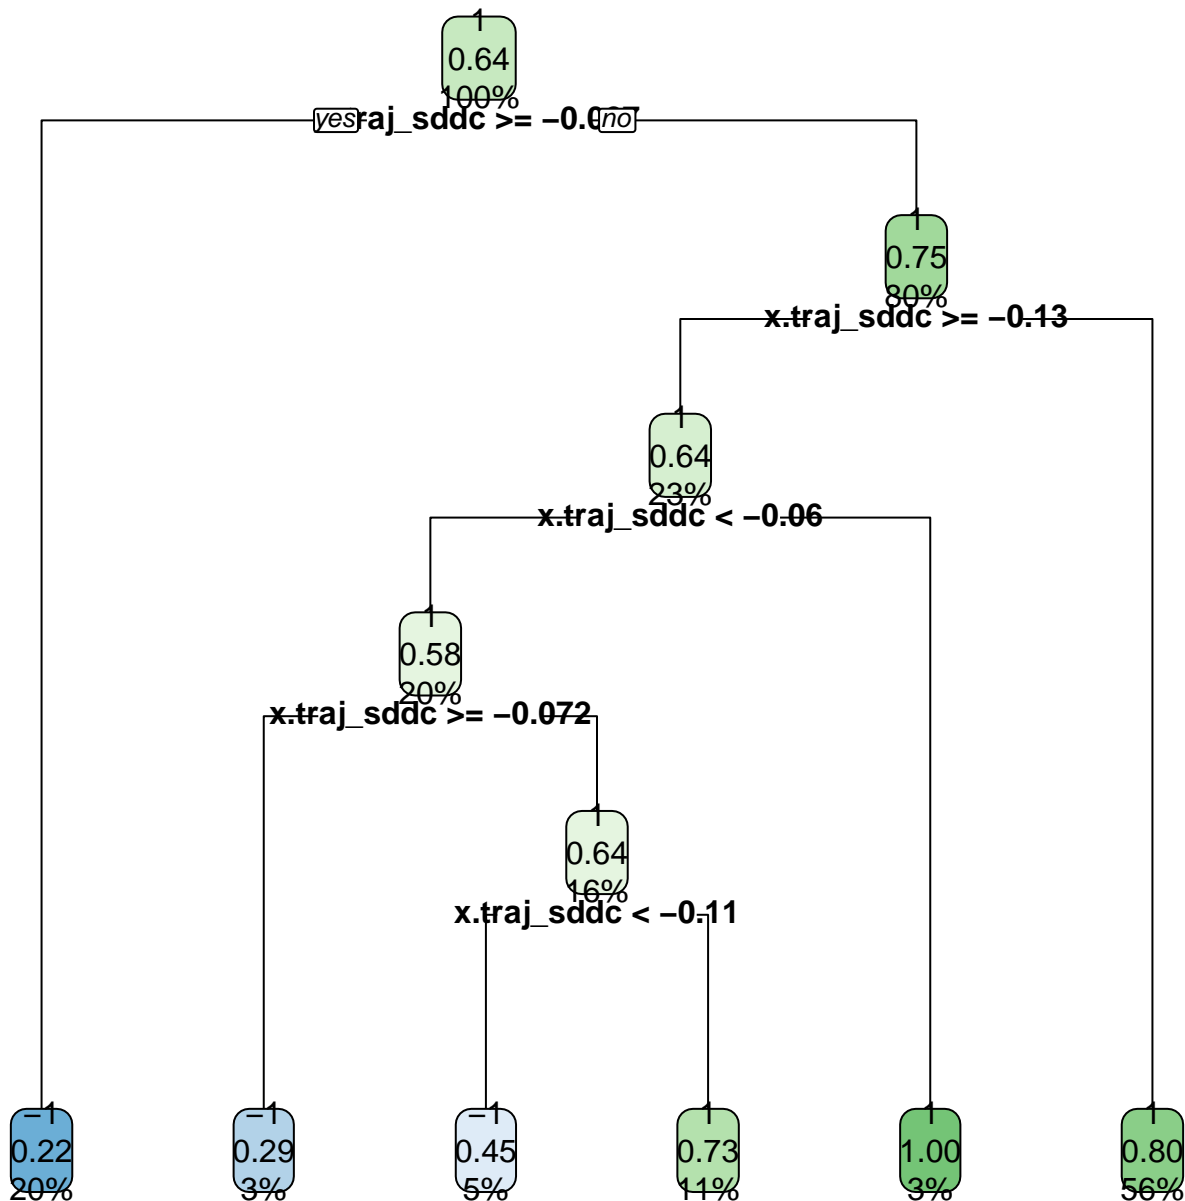 1
0.64
100%
yes raj_sddc >= −0.0 no
1
0.75
80%
x.traj_sddc >= −0.13
1
0.64
23%
x.traj_sddc < −0.06
1
0.58
20%
x.traj_sddc >= −0.072
1
0.64
16%
x.traj_sddc < −0.11
−1 −1 −1 1 1 1
0.22 0.29 0.45 0.73 1.00 0.80
20% 3% 5% 11% 3% 56%